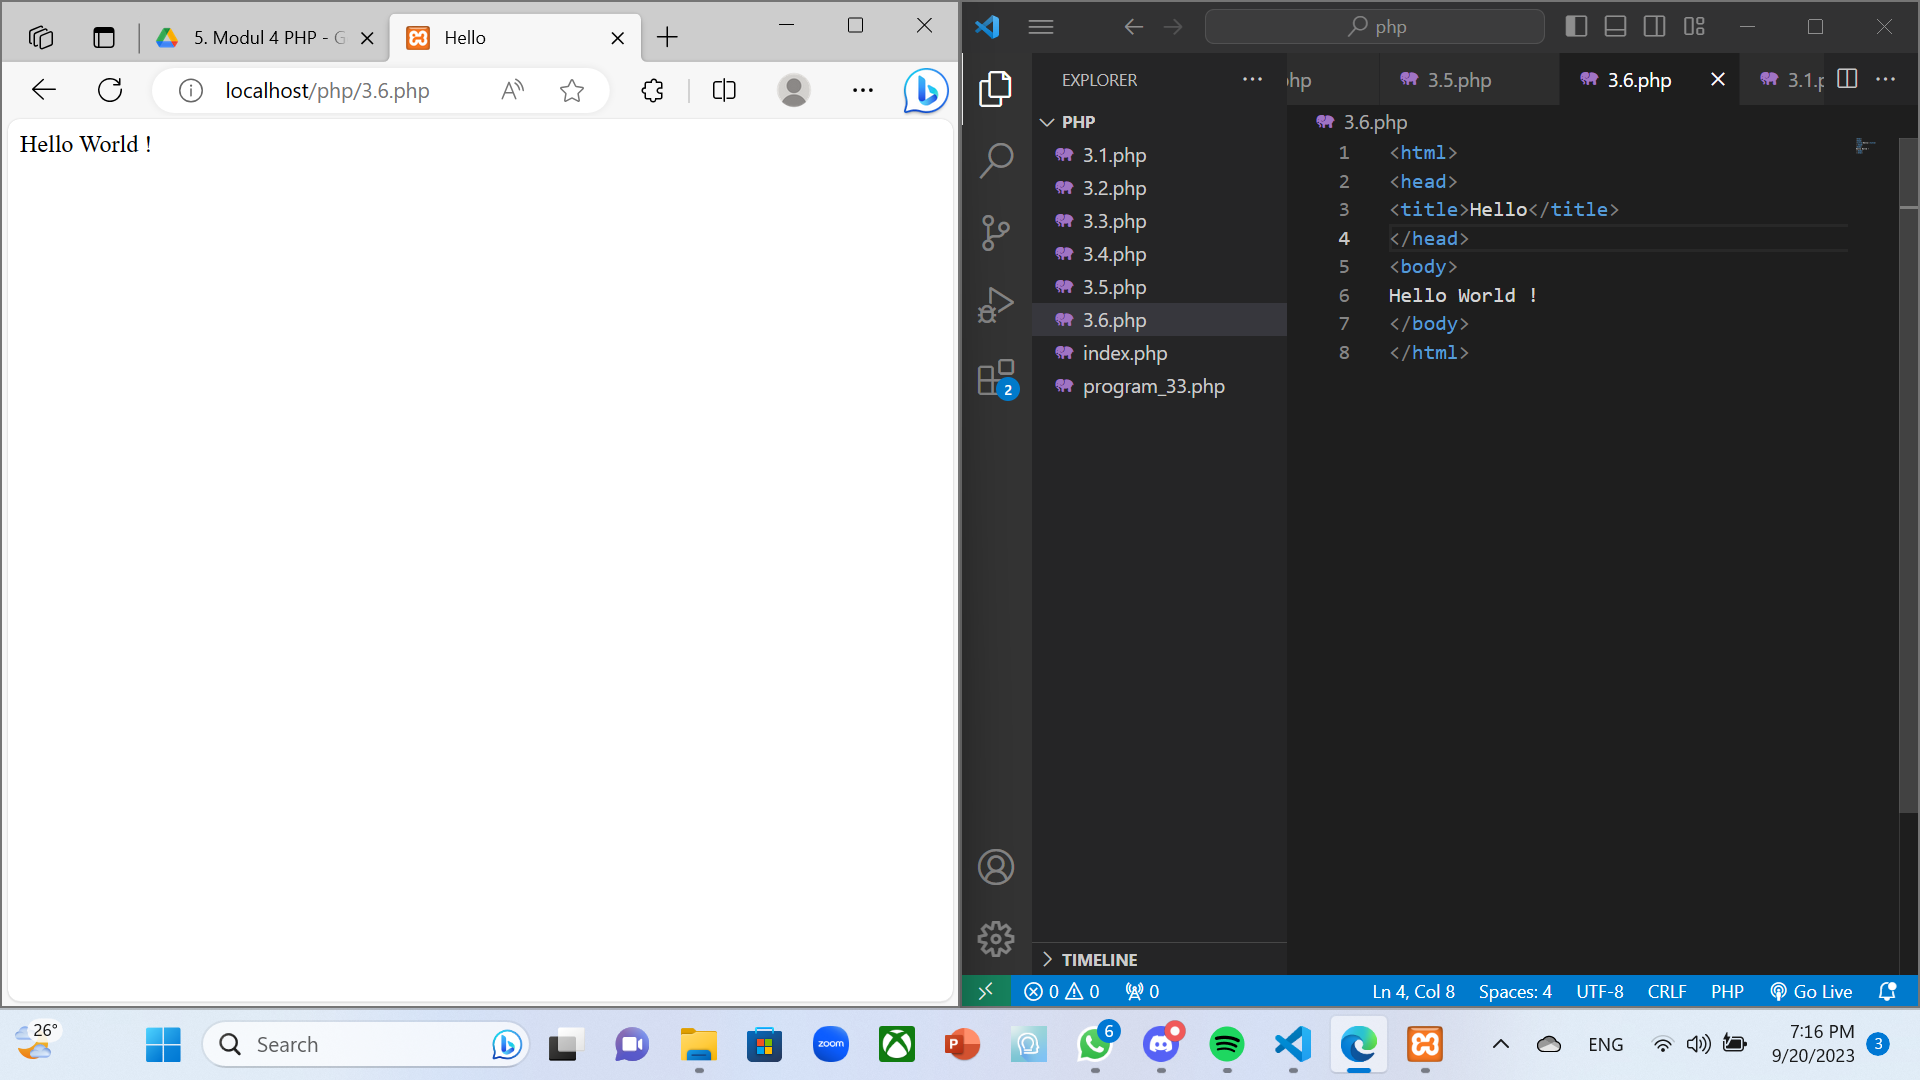 5. Modul 4 PHP - G
Hello
localhost/php/3.6.php
Hello World !
php
EXPLORER
php
3.5.php
3.6.php
3.1.p
PHP
3.1.php
3.2.php
3.3.php
3.4.php
3.5.php
3.6.php
index.php
program_33.php
3.6.php
1 <html>
2 <head>
3 <title>Hello</title>
4 </head>
5 <body>
6 Hello World !
7 </body>
8 </html>
2
TIMELINE
0 0 0
Ln 4, Col 8 Spaces: 4 UTF-8 CRLF PHP Go Live
26°
Search
zoom
6
ENG
7:16 PM
9/20/2023
3